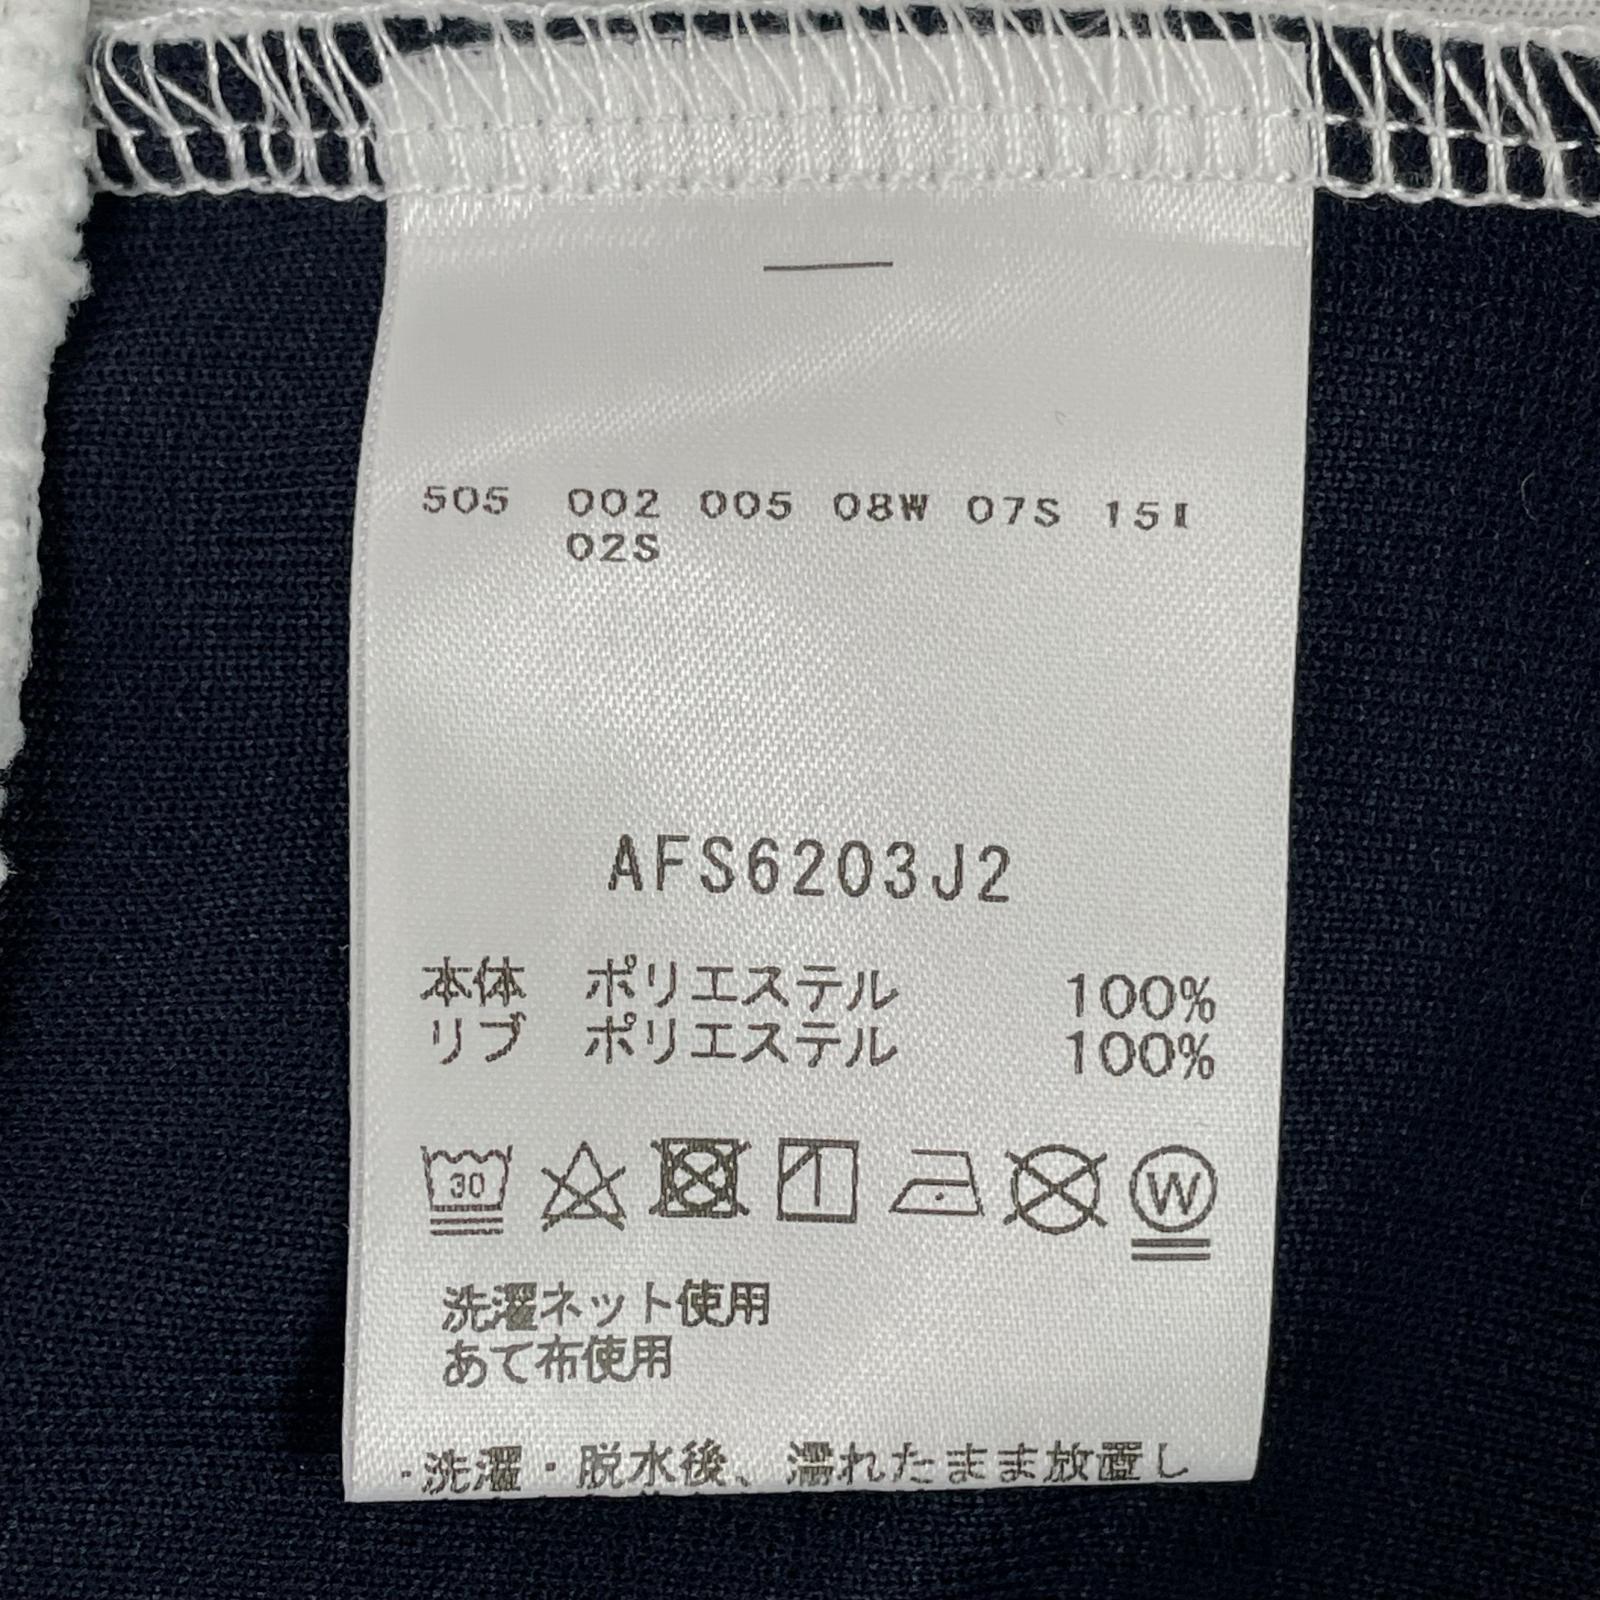 505 002 005 08W 07S 15I
02S
AFS6203J2
本体 ポリエステル 100%
リブ ポリエステル 100%
30
W
洗濯ネット使用
あて布使用
・洗濯・脱水後、濡れたまま放置し